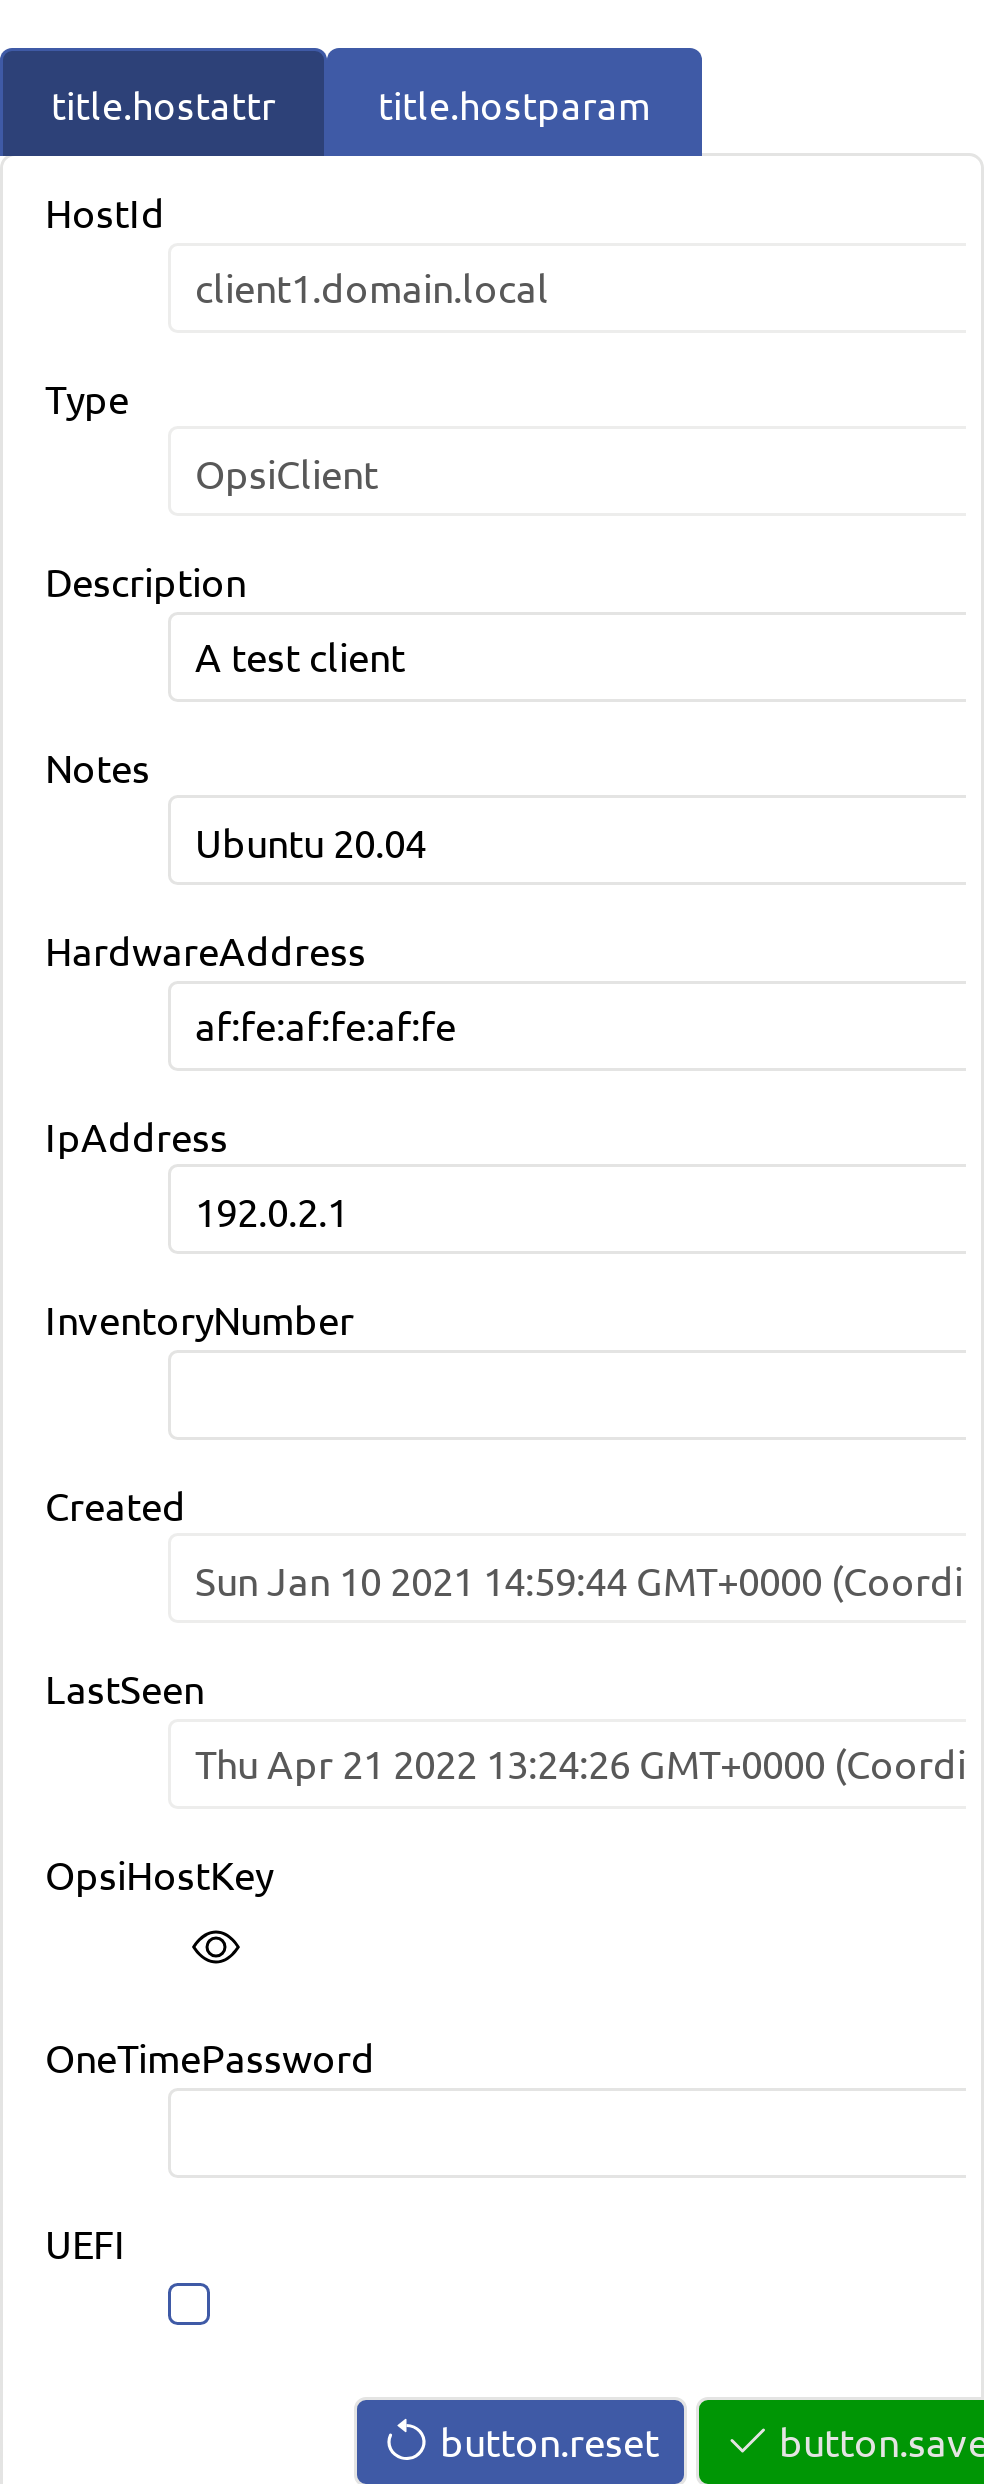 title.hostattr title.hostparam
HostId
client1.domain.local
Type
OpsiClient
Description
A test client
Notes
Ubuntu 20.04
HardwareAddress
af:fe:af:fe:af:fe
IpAddress
192.0.2.1
InventoryNumber
Created
Sun Jan 10 2021 14:59:44 GMT+0000 (Coordi
LastSeen
Thu Apr 21 2022 13:24:26 GMT+0000 (Coordi
OpsiHostKey
OneTimePassword
UEFI
button.reset button.save